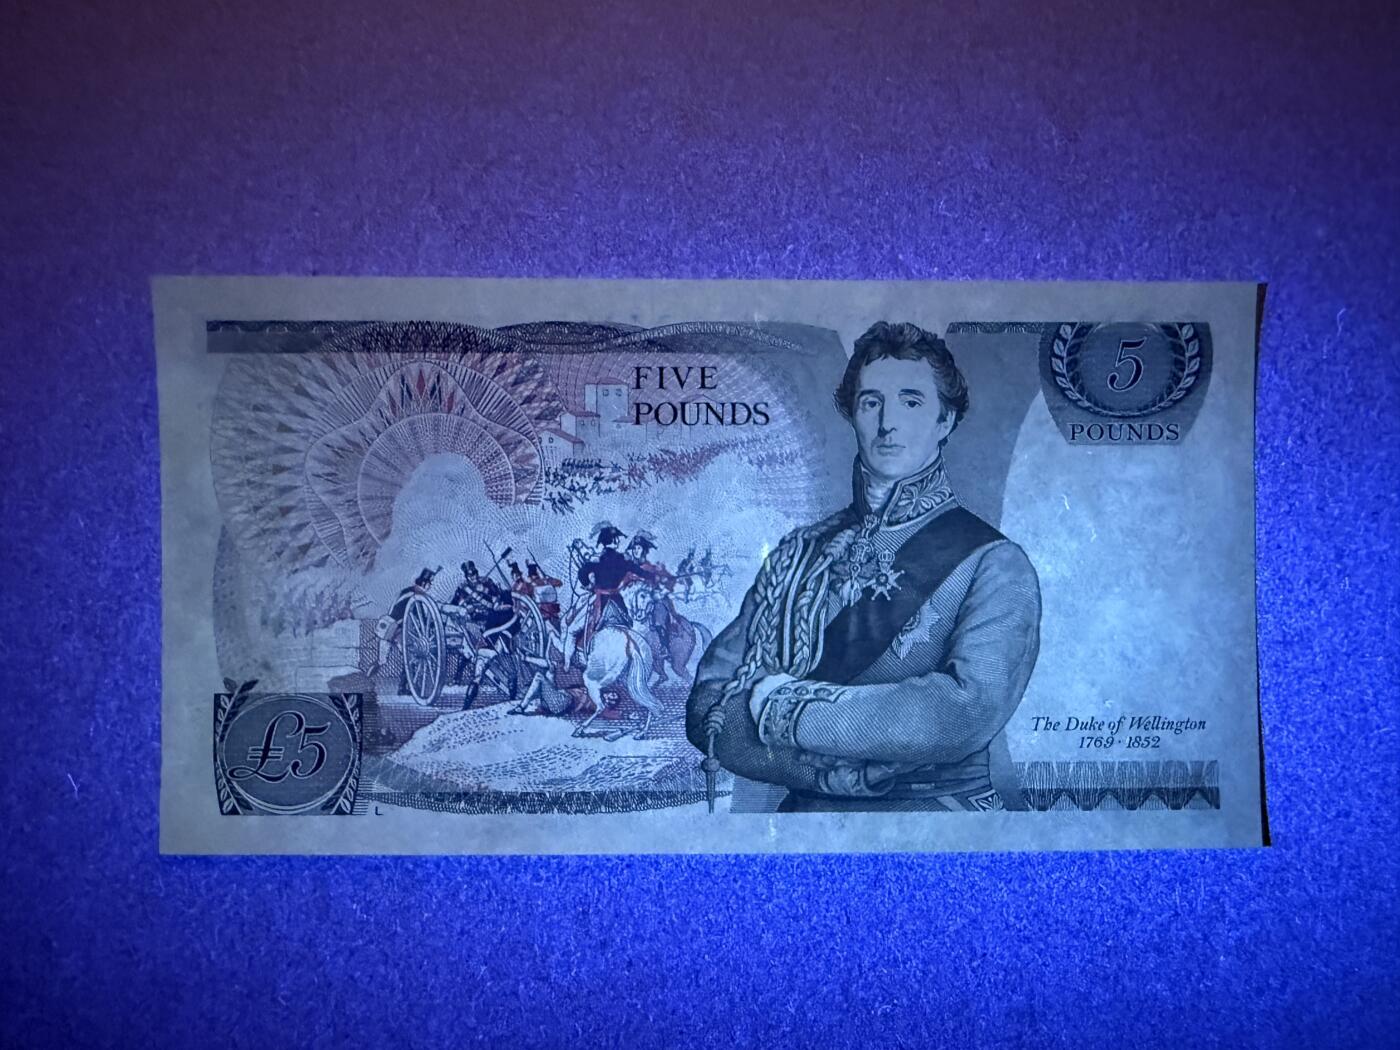 FIVE
POUNDS
5
POUNDS
£5
The Duke of Wellington
1769 · 1852
L